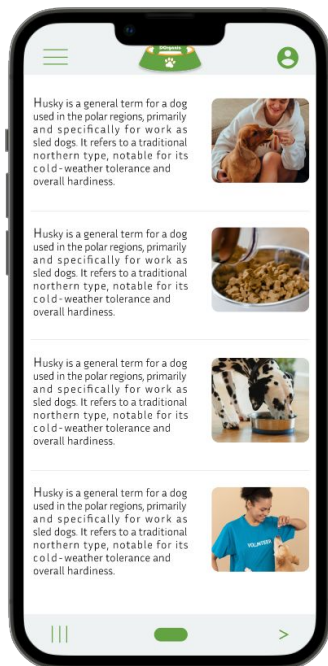 DOrganic
Husky is a general term for a dog
used in the polar regions, primarily
and specifically for work as
sled dogs. It refers to a traditional
northern type, notable for its
cold-weather tolerance and
overall hardiness.
Husky is a general term for a dog
used in the polar regions, primarily
and specifically for work as
sled dogs. It refers to a traditional
northern type, notable for its
cold-weather tolerance and
overall hardiness.
Husky is a general term for a dog
used in the polar regions, primarily
and specifically for work as
sled dogs. It refers to a traditional
northern type, notable for its
cold-weather tolerance and
overall hardiness.
Husky is a general term for a dog
used in the polar regions, primarily
and specifically for work as
sled dogs. It refers to a traditional
northern type, notable for its
cold-weather tolerance and
overall hardiness.
VOLUNTEER